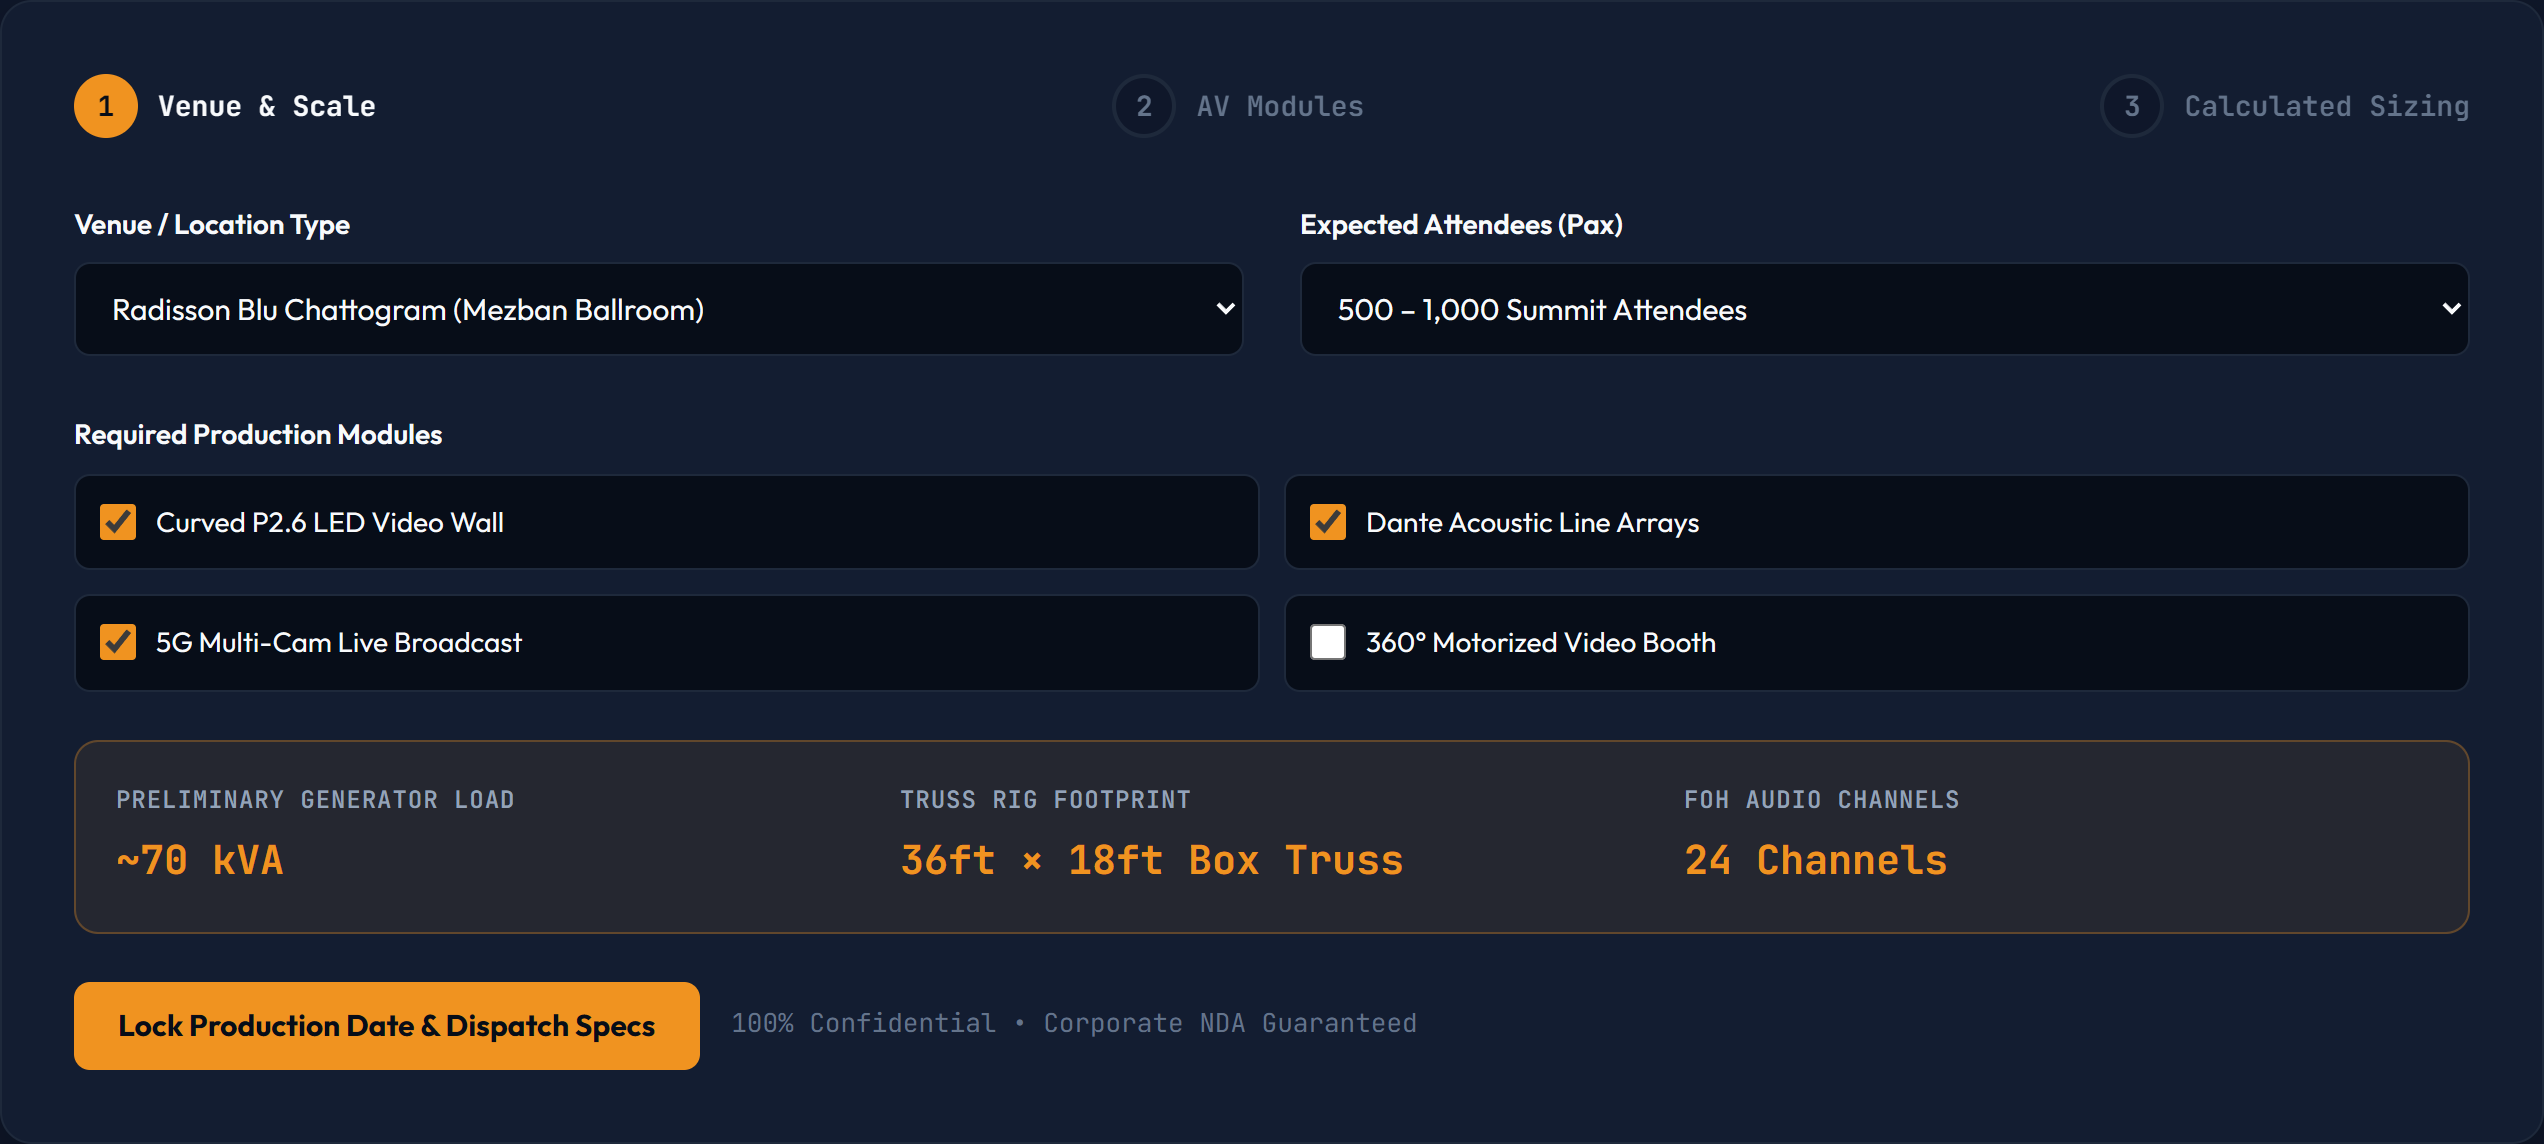 1 Venue & Scale
2 AV Modules
3 Calculated Sizing
Venue / Location Type
Expected Attendees (Pax)
Radisson Blu Chattogram (Mezban Ballroom)
500 – 1,000 Summit Attendees
Required Production Modules
Curved P2.6 LED Video Wall
Dante Acoustic Line Arrays
5G Multi-Cam Live Broadcast
360° Motorized Video Booth
PRELIMINARY GENERATOR LOAD
~70 kVA
TRUSS RIG FOOTPRINT
36ft × 18ft Box Truss
FOH AUDIO CHANNELS
24 Channels
Lock Production Date & Dispatch Specs
100% Confidential • Corporate NDA Guaranteed